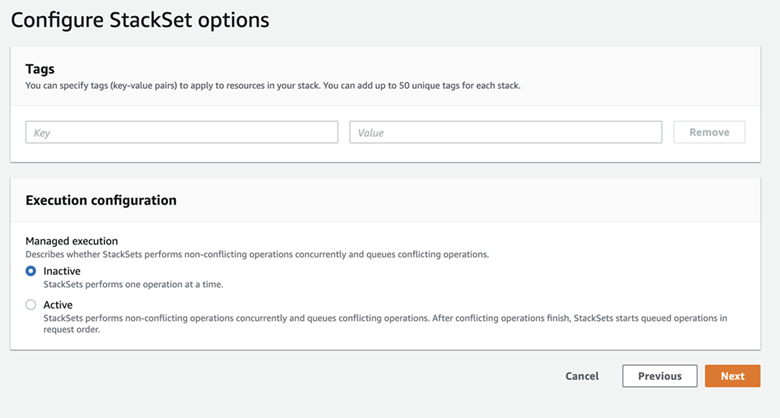 Configure StackSet options
Tags
You can specify tags (key-value pairs) to apply to resources in your stack. You can add up to 50 unique tags for each stack.
Key Value Remove
Execution configuration
Managed execution
Describes whether StackSets performs non-conflicting operations concurrently and queues conflicting operations.
Inactive
StackSets performs one operation at a time.
Active
StackSets performs non-conflicting operations concurrently and queues conflicting operations. After conflicting operations finish, StackSets starts queued operations in
request order.
Cancel Previous Next